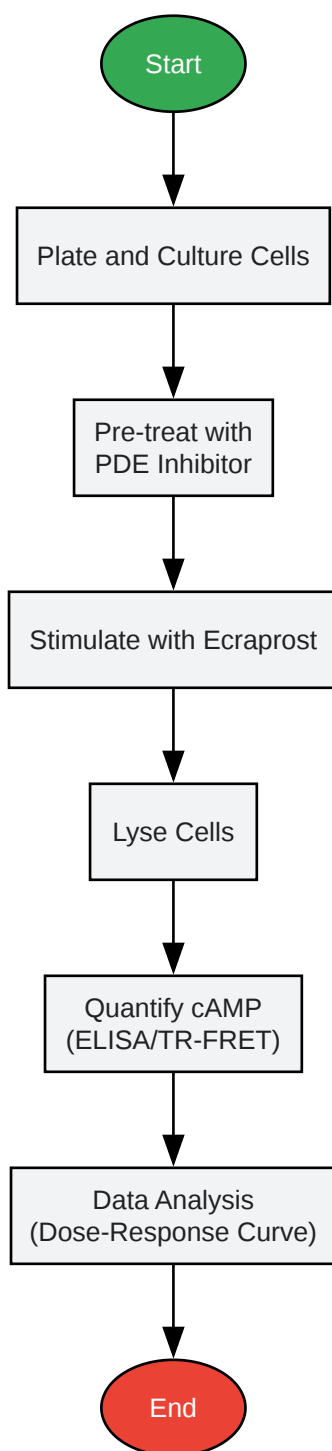 Start
Plate and Culture Cells
Pre-treat with
PDE Inhibitor
Stimulate with Ecraprost
Lyse Cells
Quantify cAMP
(ELISA/TR-FRET)
Data Analysis
(Dose-Response Curve)
End